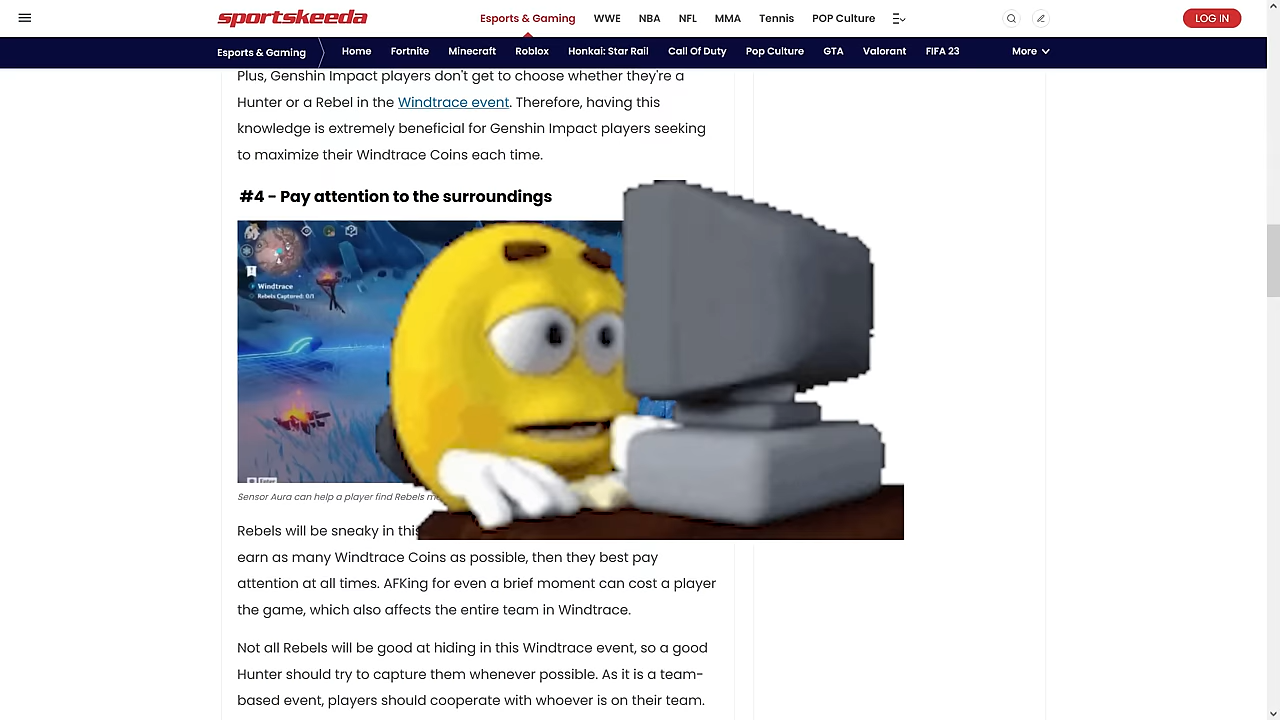 sportskeeda
Esports & Gaming WWE NBA NFL MMA Tennis POP Culture
LOG IN
Esports & Gaming Home Fortnite Minecraft Roblox Honkai: Star Rail Call Of Duty Pop Culture GTA Valorant FIFA 23 More
Plus, Genshin Impact players don't get to choose whether they're a
Hunter or a Rebel in the Windtrace event. Therefore, having this
knowledge is extremely beneficial for Genshin Impact players seeking
to maximize their Windtrace Coins each time.
#4 - Pay attention to the surroundings
Windtrace
Rebels Captured: 0/1
Enter
Sensor Aura can help a player find Rebels
Rebels will be sneaky in this
earn as many Windtrace Coins as possible, then they best pay
attention at all times. AFKing for even a brief moment can cost a player
the game, which also affects the entire team in Windtrace.
Not all Rebels will be good at hiding in this Windtrace event, so a good
Hunter should try to capture them whenever possible. As it is a team-
based event, players should cooperate with whoever is on their team.